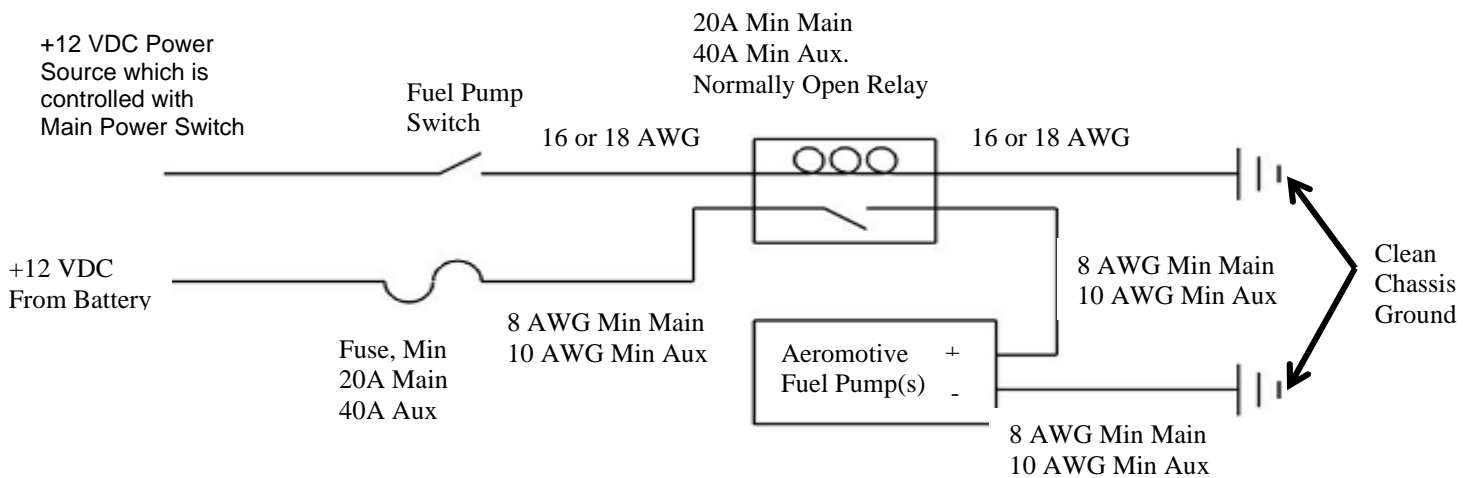 +12 VDC Power
Source which is
controlled with
Main Power Switch
Fuel Pump
Switch
16 or 18 AWG
20A Min Main
40A Min Aux.
Normally Open Relay
16 or 18 AWG
+12 VDC
From Battery
Fuse, Min
20A Main
40A Aux
8 AWG Min Main
10 AWG Min Aux
Aeromotive +
Fuel Pump(s) -
8 AWG Min Main
10 AWG Min Aux
8 AWG Min Main
10 AWG Min Aux
Clean
Chassis
Ground